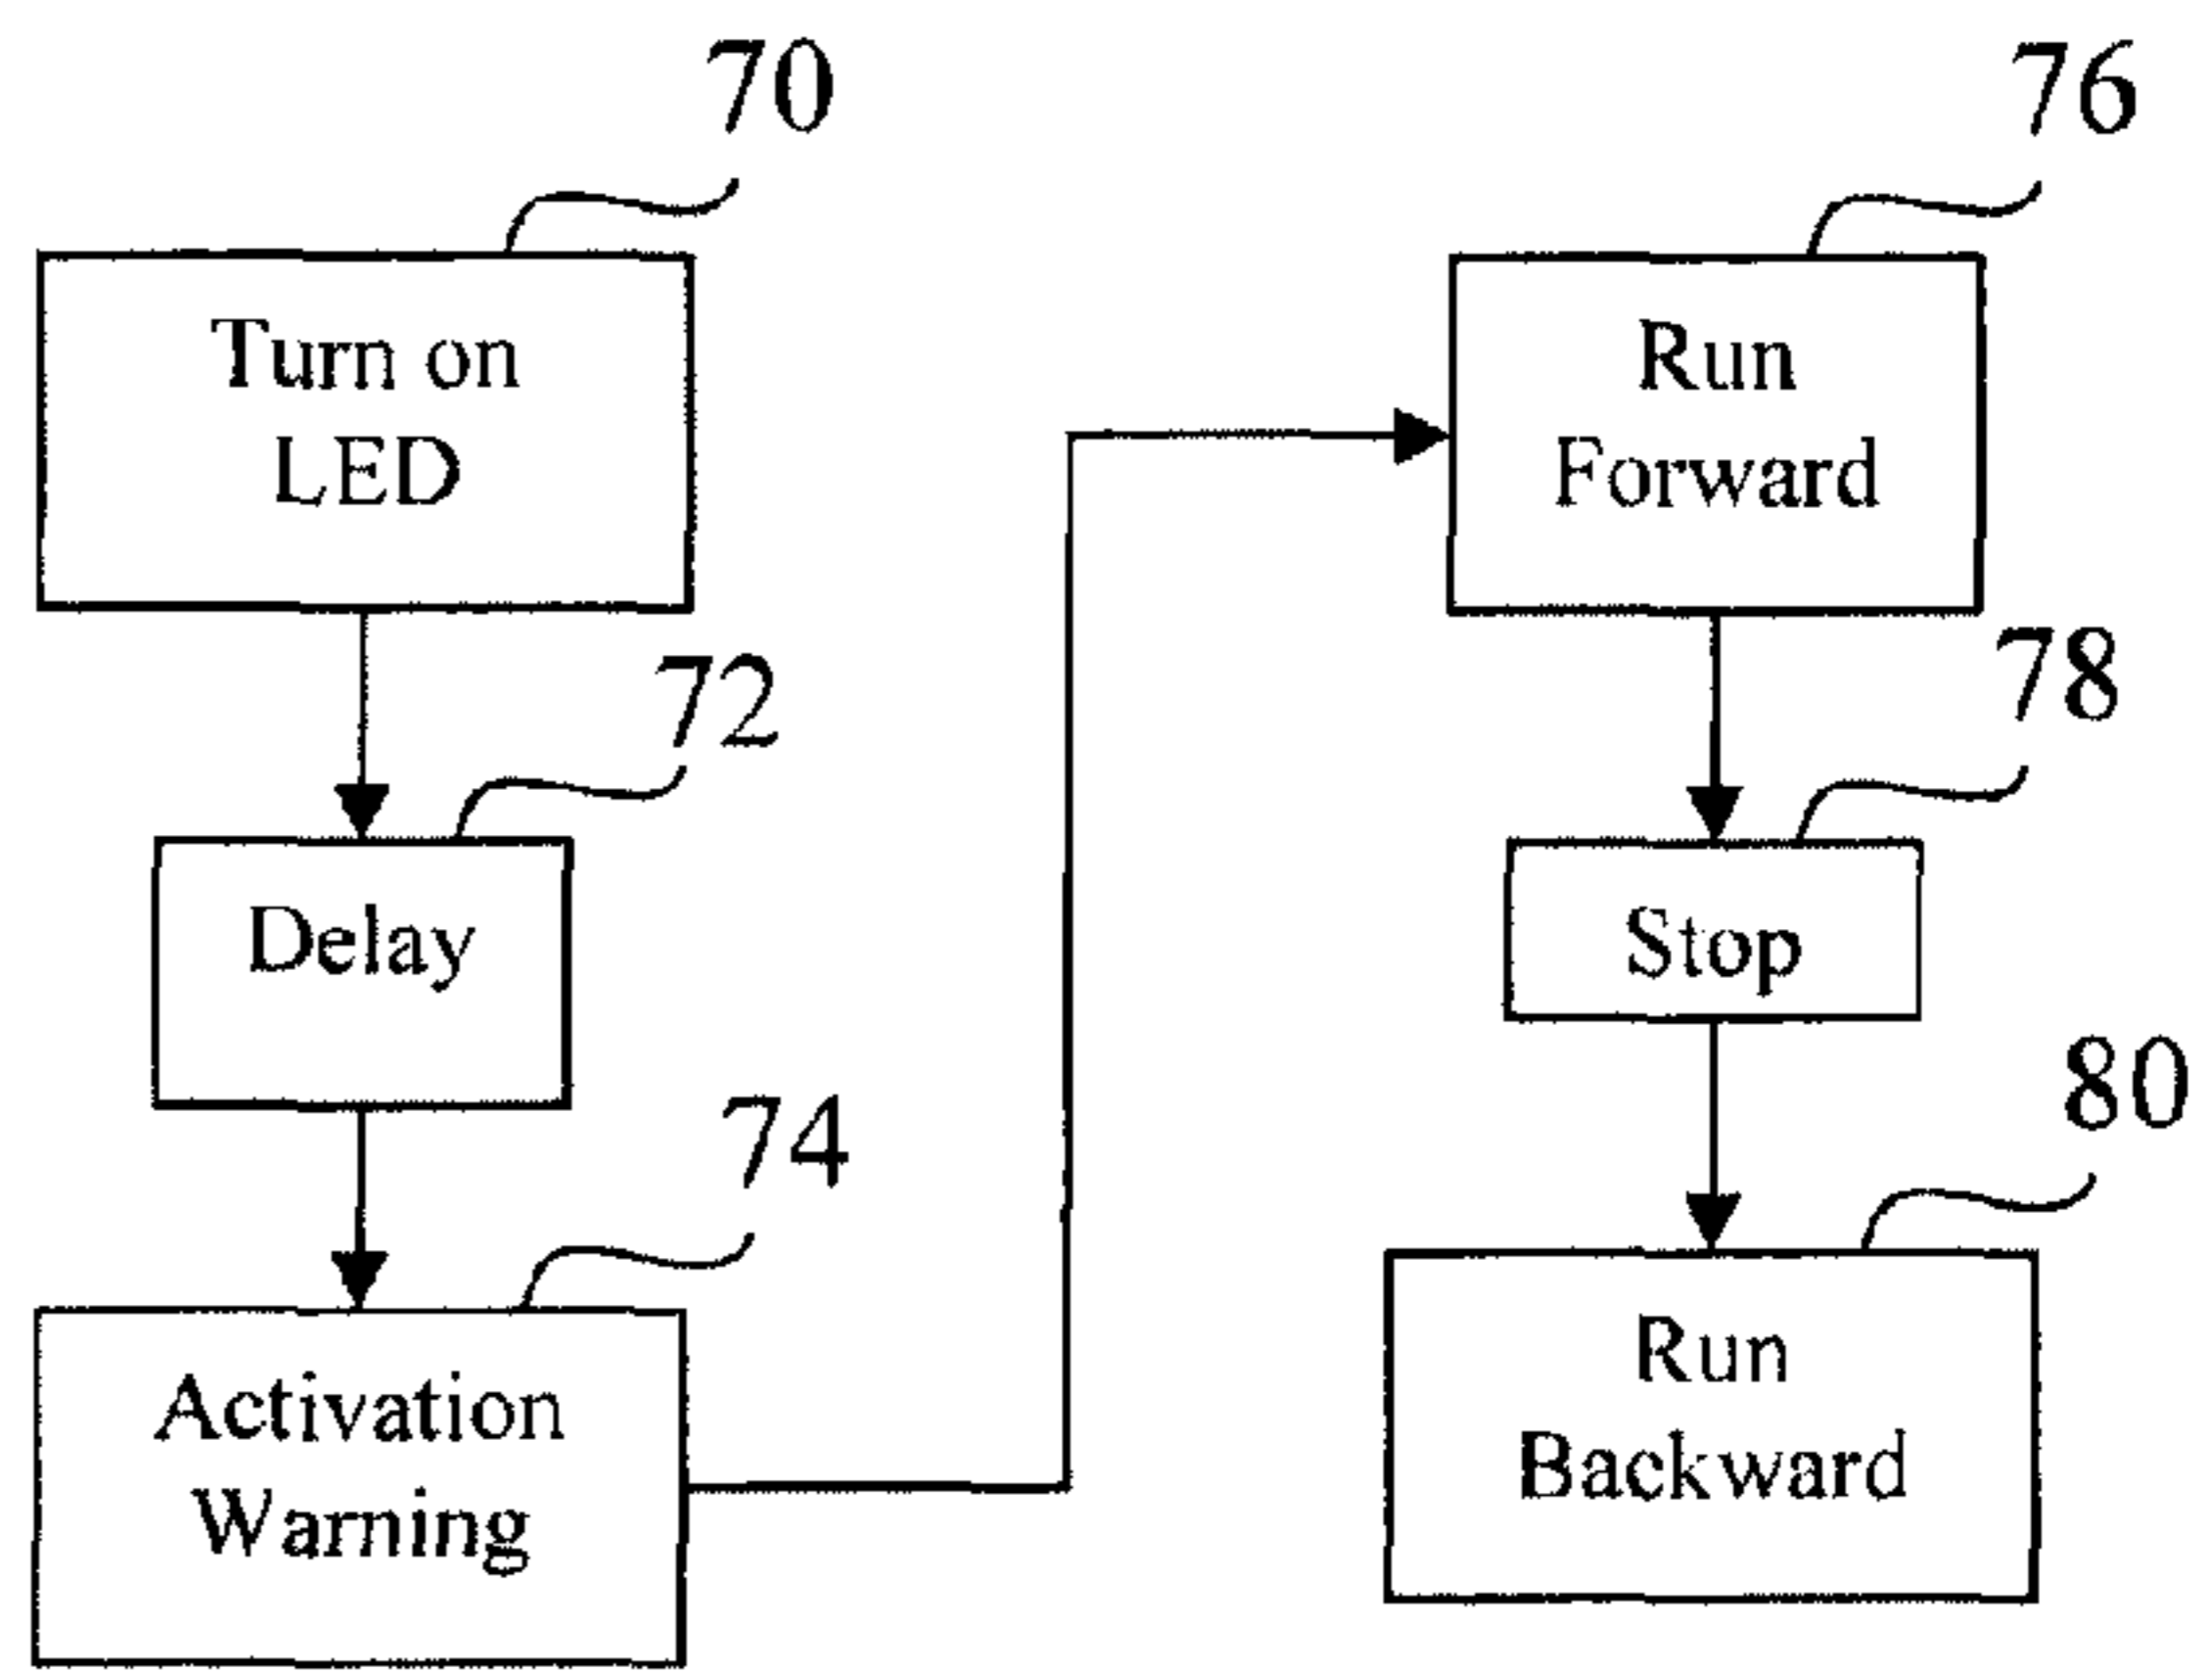 70
Turn on
LED
72
Delay
74
Activation
Warning
76
Run
Forward
78
Stop
80
Run
Backward